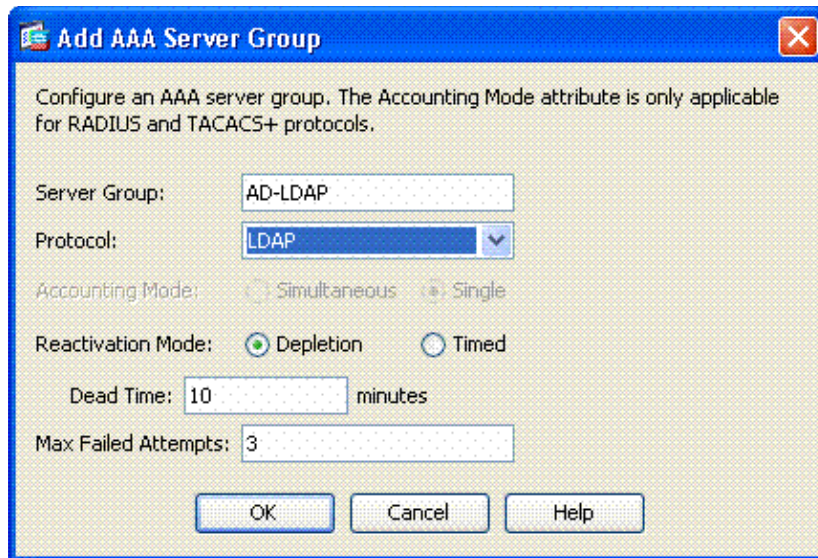 Add AAA Server Group
Configure an AAA server group. The Accounting Mode attribute is only applicable
for RADIUS and TACACS+ protocols.
Server Group: AD-LDAP
Protocol: LDAP
Accounting Mode: Simultaneous Single
Reactivation Mode: Depletion Timed
Dead Time: 10 minutes
Max Failed Attempts: 3
OK Cancel Help